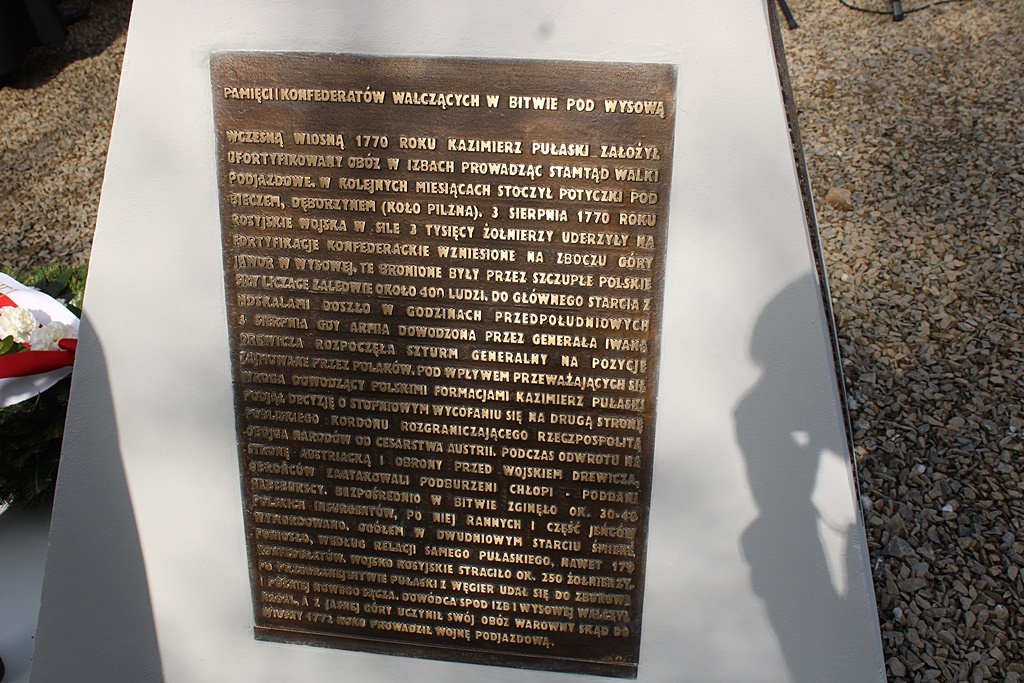 PAMIĘCI KONFEDERATÓW WALCZĄCYCH W BITWIE POD WYSOWĄ
WCZESNĄ WIOSNĄ 1770 ROKU KAZIMIERZ PUŁASKI ZAŁOŻYŁ
UFORTYFIKOWANY OBÓZ W IZBACH PROWADZĄC STAMTĄD WALKI
PODJAZDOWE. W KOLEJNYCH MIESIĄCACH STOCZYŁ POTYCZKI POD
BIECZEM, DĘBORZYNEM (KOŁO PILZNA). 3 SIERPNIA 1770 ROKU
ROSYJSKIE WOJSKA W SILE 3 TYSIĘCY ŻOŁNIERZY UDERZYŁY NA
FORTYFIKACJE KONFEDERACKIE WZNIESIONE NA ZBOCZU GÓRY
JAWOR W WYSOWEJ. TE BRONIONE BYŁY PRZEZ SZCZUPŁE POLSKIE
SIŁY LICZĄCE ZALEDWIE OKOŁO 400 LUDZI. DO GŁÓWNEGO STARCIA Z
MOSKALAMI DOSZŁO W GODZINACH PRZEDPOŁUDNIOWYCH
4 SIERPNIA GDY ARMIA DOWODZONA PRZEZ GENERAŁA IWANA
DREWICZA ROZPOCZĘŁA SZTURM GENERALNY NA POZYCJE
ZAJMOWANE PRZEZ POLAKÓW. POD WPŁYWEM PRZEWAŻAJĄCYCH SIŁ
WROGA DOWODZĄCY POLSKIMI FORMACJAMI KAZIMIERZ PUŁASKI
PODJĄŁ DECYZJĘ O STOPNIOWYM WYCOFANIU SIĘ NA DRUGĄ STRONĘ
POBLISKIEGO KORDONU ROZGRANICZAJĄCEGO RZECZPOSPOLITĄ
OBOJGA NARODÓW OD CESARSTWA AUSTRII. PODCZAS ODWROTU NA
STRONĘ AUSTRIACKĄ I OBRONY PRZED WOJSKIEM DREWICZA,
OBROŃCÓW ZAATAKOWALI PODBURZENI CHŁOPI - PODDANI
HABSBURSCY. BEZPOŚREDNIO W BITWIE ZGINĘŁO OK. 30-40
POLSKICH INSURGENTÓW, PO NIEJ RANNYCH I CZĘŚĆ JEŃCÓW
WYMORDOWANO. OGÓŁEM W DWUDNIOWYM STARCIU ŚMIERĆ
PONIOSŁO, WEDŁUG RELACJI SAMEGO PUŁASKIEGO, NAWET 179
KONFEDERATÓW. WOJSKO ROSYJSKIE STRACIŁO OK. 250 ŻOŁNIERZY.
PO PRZEGRANEJ BITWIE PUŁASKI Z WĘGIER UDAŁ SIĘ DO ŻBOROWA
I PÓŹNIEJ NOWEGO SĄCZA. DOWÓDCA SPOD IZB I WYSOWEJ WALCZYŁ
DALEJ, A Z JASNEJ GÓRY UCZYNIŁ SWÓJ OBÓZ WAROWNY SKĄD DO
WIOSNY 1772 ROKU PROWADZIŁ WOJNĘ PODJAZDOWĄ.